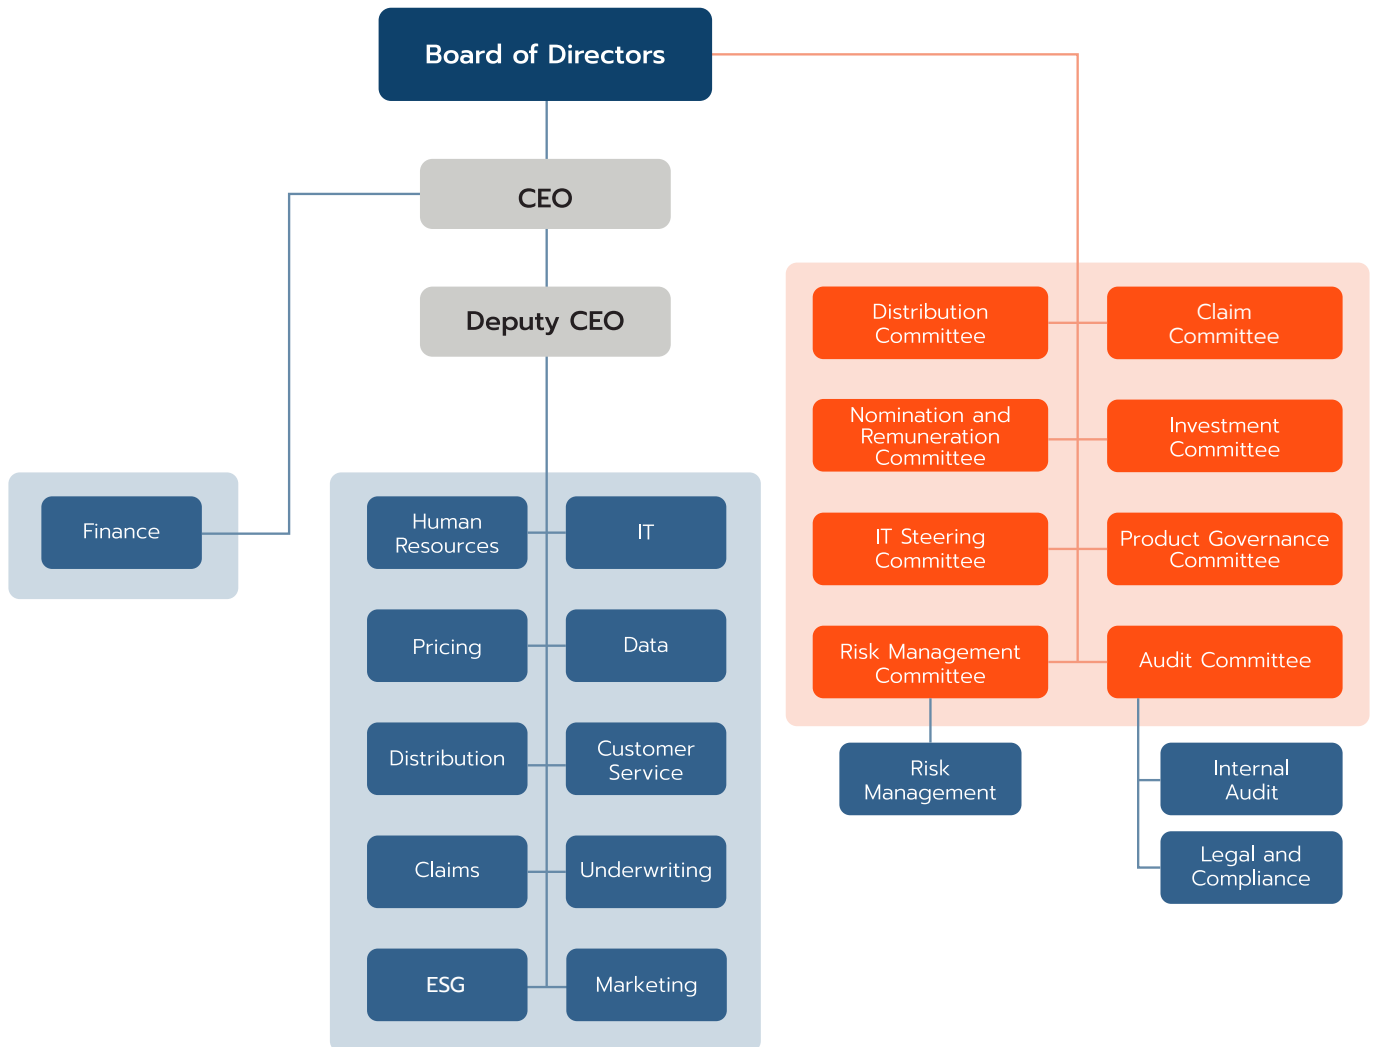 Board of Directors
CEO
Deputy CEO
Finance
Human
Resources
IT
Pricing
Data
Distribution
Customer
Service
Claims
Underwriting
ESG
Marketing
Distribution
Committee
Claim
Committee
Nomination and
Remuneration
Committee
Investment
Committee
IT Steering
Committee
Product Governance
Committee
Risk Management
Committee
Audit Committee
Risk
Management
Internal
Audit
Legal and
Compliance